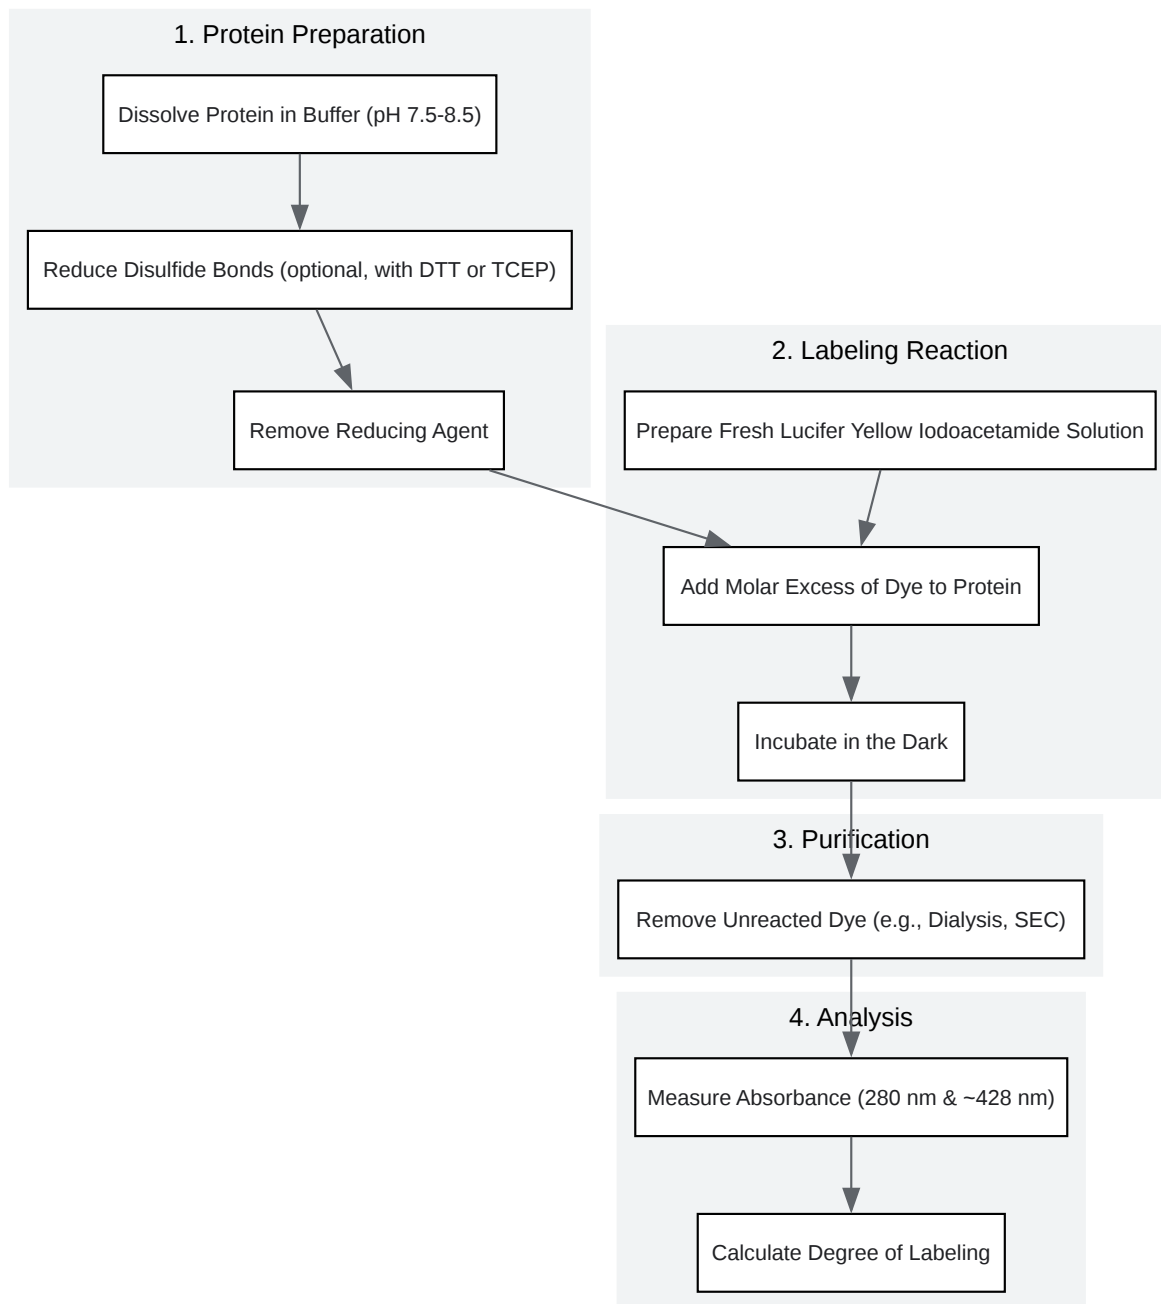 1. Protein Preparation
Dissolve Protein in Buffer (pH 7.5-8.5)
Reduce Disulfide Bonds (optional, with DTT or TCEP)
Remove Reducing Agent
2. Labeling Reaction
Prepare Fresh Lucifer Yellow Iodoacetamide Solution
Add Molar Excess of Dye to Protein
Incubate in the Dark
3. Purification
Remove Unreacted Dye (e.g., Dialysis, SEC)
4. Analysis
Measure Absorbance (280 nm & ~428 nm)
Calculate Degree of Labeling